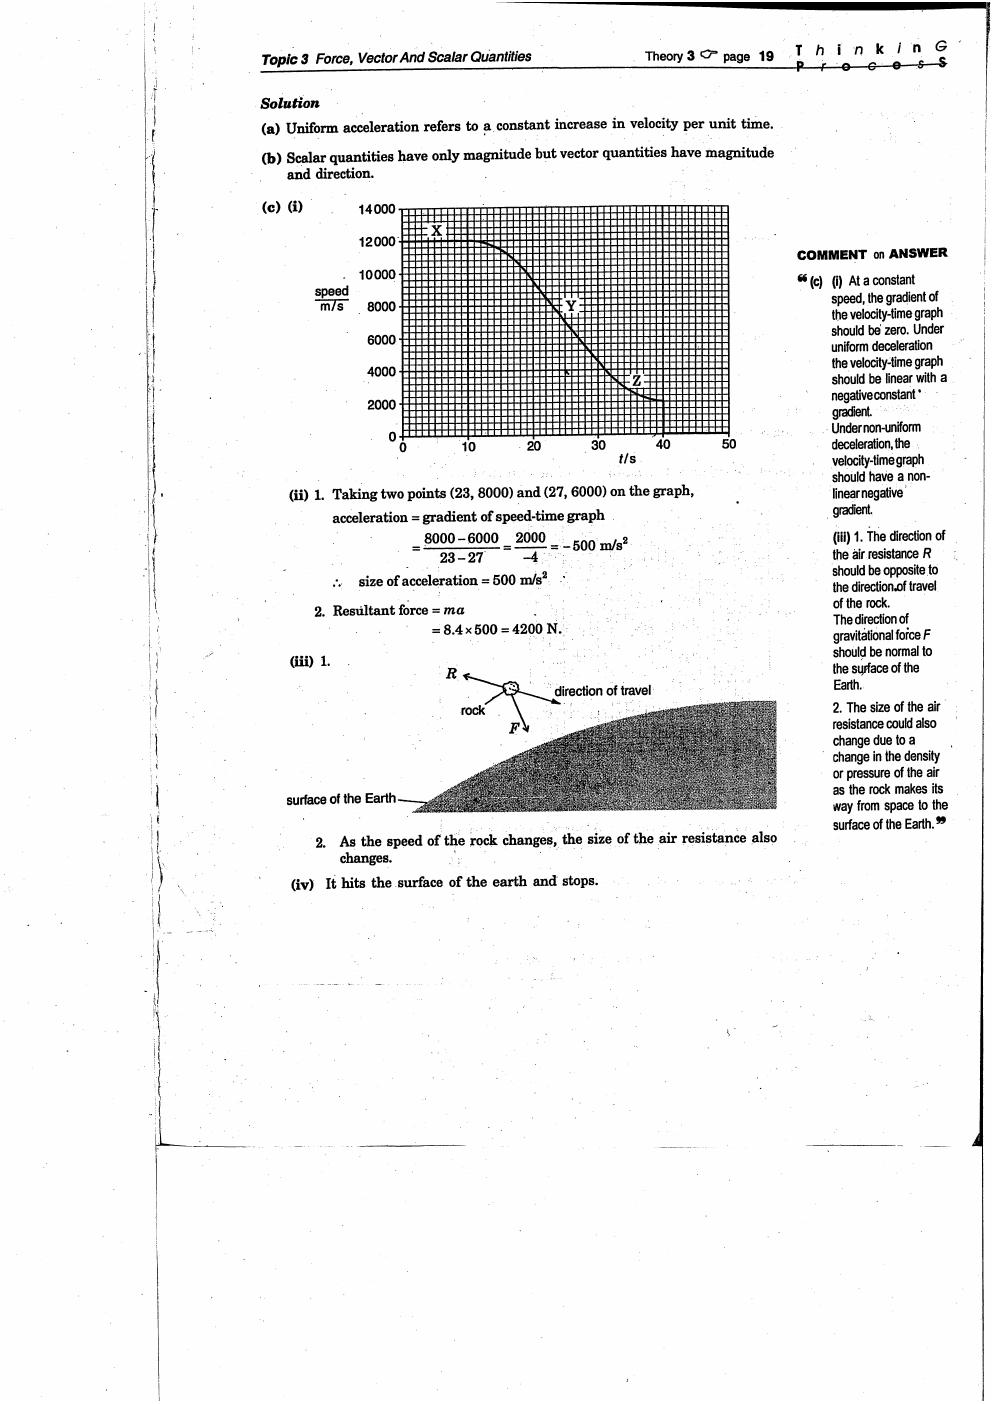 Topic 3 Force, Vector And Scalar Quantities Theory 3 ☞ page 19 T h i n k i n G
P r o c e s S
Solution
(a) Uniform acceleration refers to a constant increase in velocity per unit time.
(b) Scalar quantities have only magnitude but vector quantities have magnitude
and direction.
(c) (i)
14000
12000
10000
8000
6000
4000
2000
0
speed
m/s
X
Y
Z
0 10 20 30 40 50
t/s
(ii) 1. Taking two points (23, 8000) and (27, 6000) on the graph,
acceleration = gradient of speed-time graph
= 8000 – 6000 / 23 – 27 = 2000 / –4 = – 500 m/s²
∴ size of acceleration = 500 m/s²
2. Resultant force = ma
= 8.4 × 500 = 4200 N.
(iii) 1.
R
direction of travel
rock
F
surface of the Earth
2. As the speed of the rock changes, the size of the air resistance also
changes.
(iv) It hits the surface of the earth and stops.
COMMENT on ANSWER
“ (c) (i) At a constant
speed, the gradient of
the velocity-time graph
should be zero. Under
uniform deceleration
the velocity-time graph
should be linear with a
negative constant
gradient.
Under non-uniform
deceleration, the
velocity-time graph
should have a non-
linear negative
gradient.
(iii) 1. The direction of
the air resistance R
should be opposite to
the direction of travel
of the rock.
The direction of
gravitational force F
should be normal to
the surface of the
Earth.
2. The size of the air
resistance could also
change due to a
change in the density
or pressure of the air
as the rock makes its
way from space to the
surface of the Earth. ”